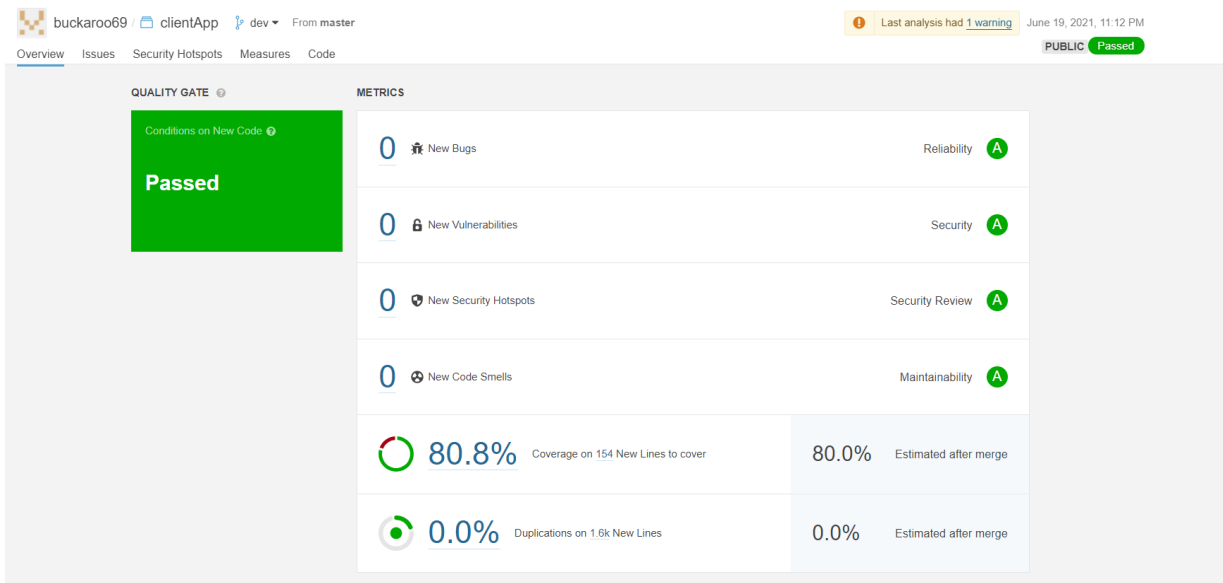 buckaroo69 / clientApp dev From master
Last analysis had 1 warning June 19, 2021, 11:12 PM
Overview Issues Security Hotspots Measures Code
PUBLIC Passed
QUALITY GATE ?
METRICS
Conditions on New Code ?
Passed
0 New Bugs Reliability A
0 New Vulnerabilities Security A
0 New Security Hotspots Security Review A
0 New Code Smells Maintainability A
80.8% Coverage on 154 New Lines to cover 80.0% Estimated after merge
0.0% Duplications on 1.6k New Lines 0.0% Estimated after merge